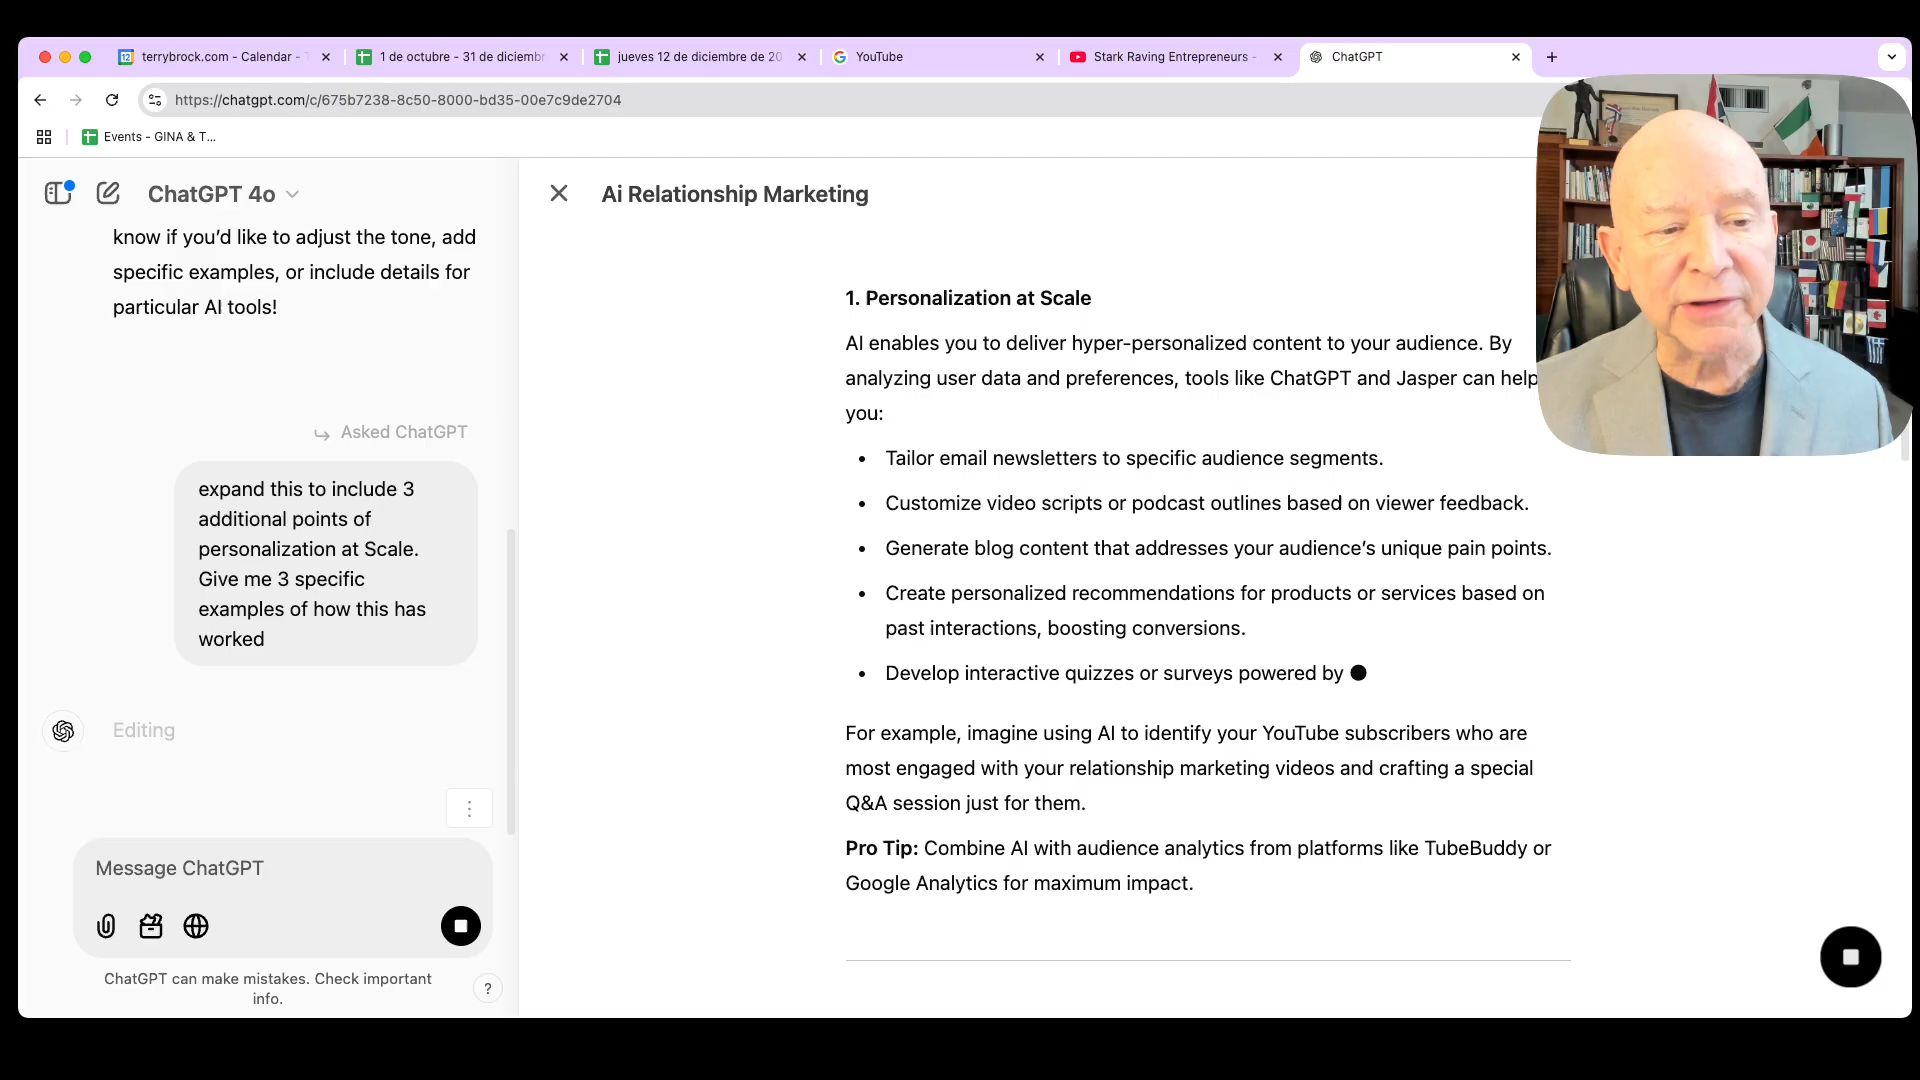 terrybrock.com - Calendar - T
1 de octubre - 31 de diciembr
jueves 12 de diciembre de 20
YouTube
Stark Raving Entrepreneurs -
ChatGPT
https://chatgpt.com/c/675b7238-8c50-8000-bd35-00e7c9de2704
Events - GINA & T...
ChatGPT 4o
know if you’d like to adjust the tone, add
specific examples, or include details for
particular AI tools!
Asked ChatGPT
expand this to include 3
additional points of
personalization at Scale.
Give me 3 specific
examples of how this has
worked
Editing
Message ChatGPT
ChatGPT can make mistakes. Check important
info.
?
Ai Relationship Marketing
1. Personalization at Scale
AI enables you to deliver hyper-personalized content to your audience. By
analyzing user data and preferences, tools like ChatGPT and Jasper can help
you:
• Tailor email newsletters to specific audience segments.
• Customize video scripts or podcast outlines based on viewer feedback.
• Generate blog content that addresses your audience’s unique pain points.
• Create personalized recommendations for products or services based on
past interactions, boosting conversions.
• Develop interactive quizzes or surveys powered by
For example, imagine using AI to identify your YouTube subscribers who are
most engaged with your relationship marketing videos and crafting a special
Q&A session just for them.
Pro Tip: Combine AI with audience analytics from platforms like TubeBuddy or
Google Analytics for maximum impact.